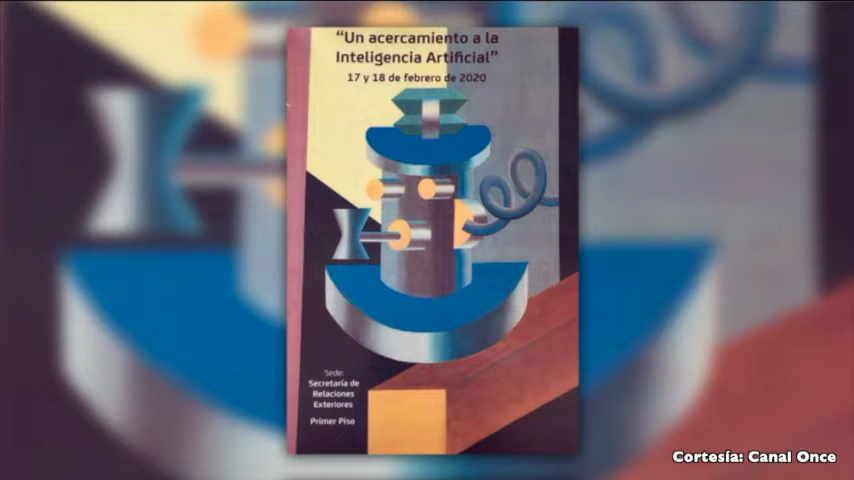 “Un acercamiento a la
Inteligencia Artificial”
17 y 18 de febrero de 2020
Sede:
Secretaría de
Relaciones
Exteriores
Primer Piso
Cortesía: Canal Once